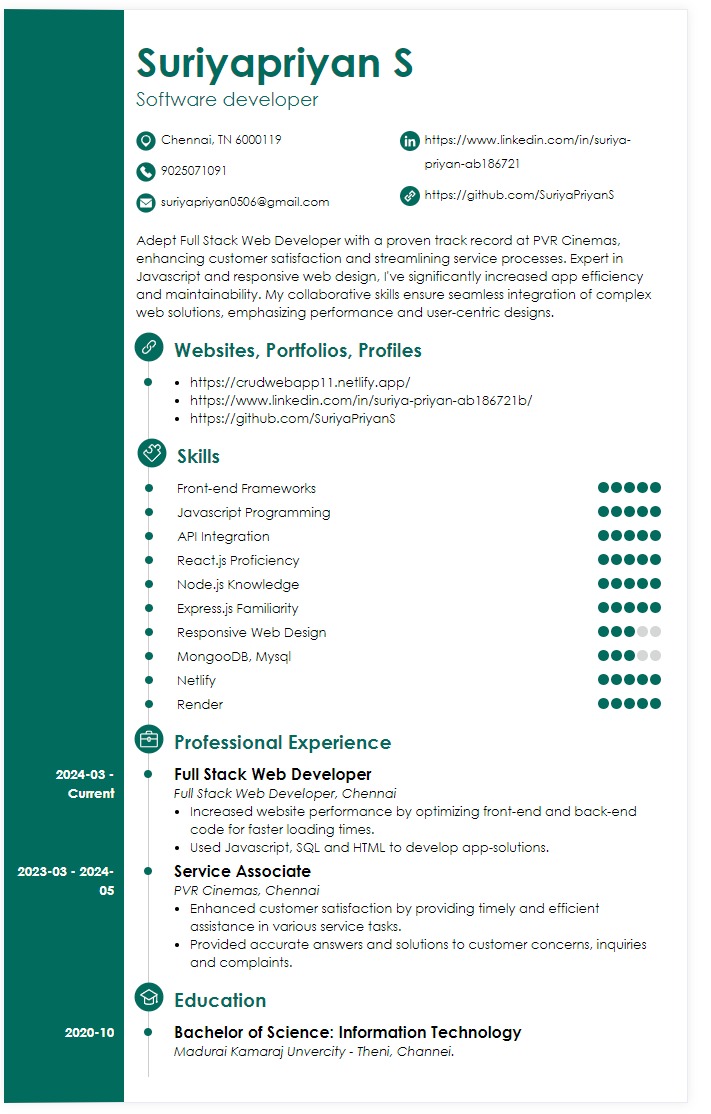 Suriyapriyan S
Software developer
Chennai, TN 6000119
9025071091
suriyapriyan0506@gmail.com
https://www.linkedin.com/in/suriya-
priyan-ab186721
https://github.com/SuriyaPriyanS
Adept Full Stack Web Developer with a proven track record at PVR Cinemas,
enhancing customer satisfaction and streamlining service processes. Expert in
Javascript and responsive web design, I've significantly increased app efficiency
and maintainability. My collaborative skills ensure seamless integration of complex
web solutions, emphasizing performance and user-centric designs.
Websites, Portfolios, Profiles
• https://crudwebapp11.netlify.app/
• https://www.linkedin.com/in/suriya-priyan-ab186721b/
• https://github.com/SuriyaPriyanS
Skills
Front-end Frameworks
Javascript Programming
API Integration
React.js Proficiency
Node.js Knowledge
Express.js Familiarity
Responsive Web Design
MongooDB, Mysql
Netlify
Render
Professional Experience
2024-03 -
Current
Full Stack Web Developer
Full Stack Web Developer, Chennai
• Increased website performance by optimizing front-end and back-end
code for faster loading times.
• Used Javascript, SQL and HTML to develop app-solutions.
2023-03 - 2024-
05
Service Associate
PVR Cinemas, Chennai
• Enhanced customer satisfaction by providing timely and efficient
assistance in various service tasks.
• Provided accurate answers and solutions to customer concerns, inquiries
and complaints.
Education
2020-10
Bachelor of Science: Information Technology
Madurai Kamaraj Unvercity - Theni, Channei.